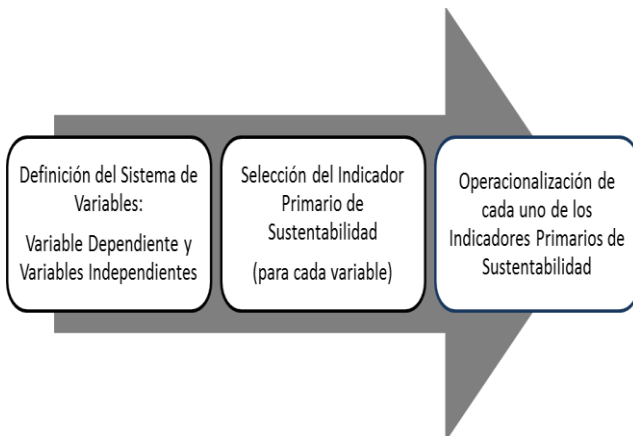 Definición del Sistema de
Variables:
Variable Dependiente y
Variables Independientes
Selección del Indicador
Primario de
Sustentabilidad
(para cada variable)
Operacionalización de
cada uno de los
Indicadores Primarios de
Sustentabilidad